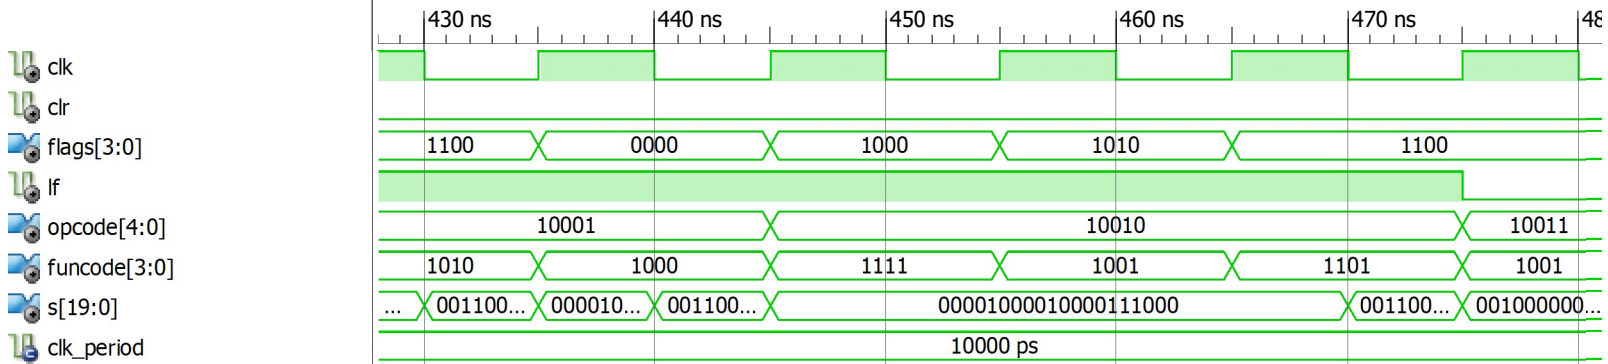 430 ns 440 ns 450 ns 460 ns 470 ns 48
clk
clr
flags[3:0] 1100 0000 1000 1010 1100
lf
opcode[4:0] 10001 10010 10011
funcode[3:0] 1010 1000 1111 1001 1101 1001
s[19:0] ... 001100... 000010... 001100... 00001000010000111000 001100... 001000000...
clk_period 10000 ps